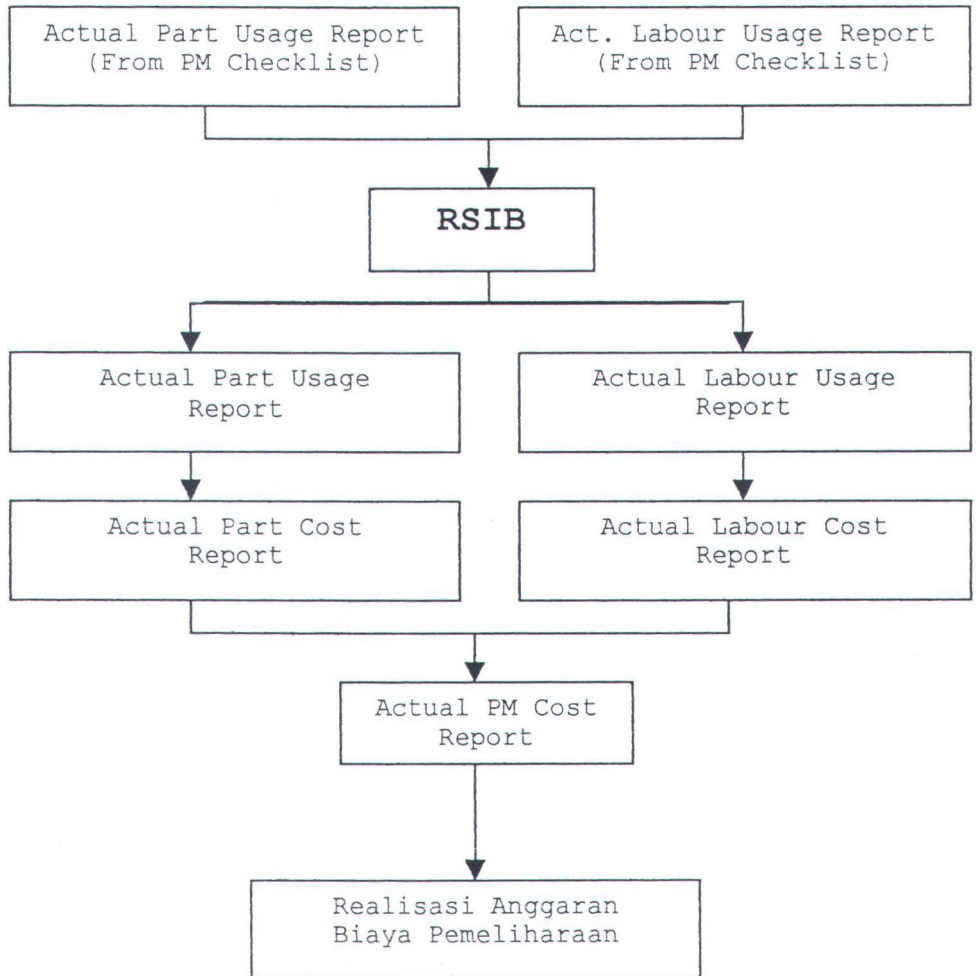 Actual Part Usage Report
(From PM Checklist)
Act. Labour Usage Report
(From PM Checklist)
RSIB
Actual Part Usage
Report
Actual Labour Usage
Report
Actual Part Cost
Report
Actual Labour Cost
Report
Actual PM Cost
Report
Realisasi Anggaran
Biaya Pemeliharaan